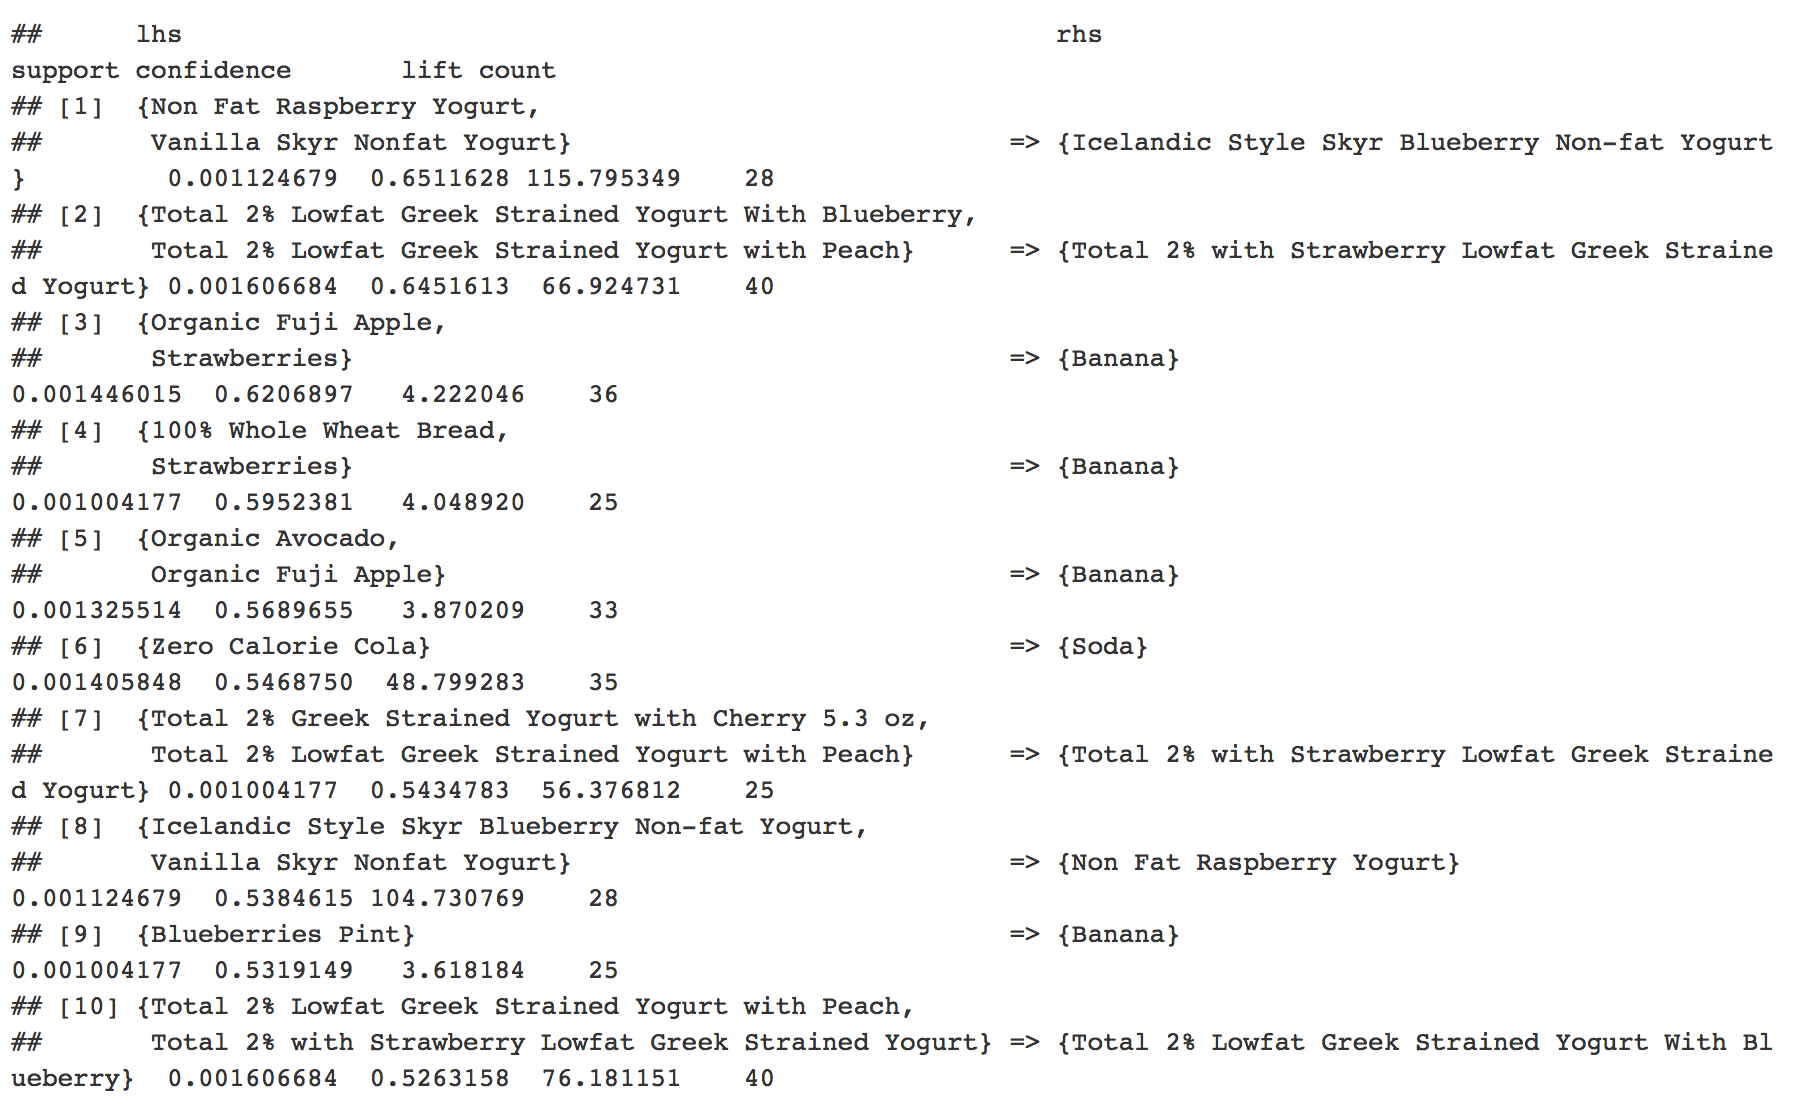 ##      lhs                                                        rhs
support confidence       lift count
## [1]  {Non Fat Raspberry Yogurt,
##       Vanilla Skyr Nonfat Yogurt}                            => {Icelandic Style Skyr Blueberry Non-fat Yogurt
}         0.001124679  0.6511628 115.795349    28
## [2]  {Total 2% Lowfat Greek Strained Yogurt With Blueberry,
##       Total 2% Lowfat Greek Strained Yogurt with Peach}      => {Total 2% with Strawberry Lowfat Greek Straine
d Yogurt} 0.001606684  0.6451613  66.924731    40
## [3]  {Organic Fuji Apple,
##       Strawberries}                                          => {Banana}
0.001446015  0.6206897   4.222046    36
## [4]  {100% Whole Wheat Bread,
##       Strawberries}                                          => {Banana}
0.001004177  0.5952381   4.048920    25
## [5]  {Organic Avocado,
##       Organic Fuji Apple}                                    => {Banana}
0.001325514  0.5689655   3.870209    33
## [6]  {Zero Calorie Cola}                                     => {Soda}
0.001405848  0.5468750  48.799283    35
## [7]  {Total 2% Greek Strained Yogurt with Cherry 5.3 oz,
##       Total 2% Lowfat Greek Strained Yogurt with Peach}      => {Total 2% with Strawberry Lowfat Greek Straine
d Yogurt} 0.001004177  0.5434783  56.376812    25
## [8]  {Icelandic Style Skyr Blueberry Non-fat Yogurt,
##       Vanilla Skyr Nonfat Yogurt}                            => {Non Fat Raspberry Yogurt}
0.001124679  0.5384615 104.730769    28
## [9]  {Blueberries Pint}                                      => {Banana}
0.001004177  0.5319149   3.618184    25
## [10] {Total 2% Lowfat Greek Strained Yogurt with Peach,
##       Total 2% with Strawberry Lowfat Greek Strained Yogurt} => {Total 2% Lowfat Greek Strained Yogurt With Bl
ueberry}  0.001606684  0.5263158  76.181151    40